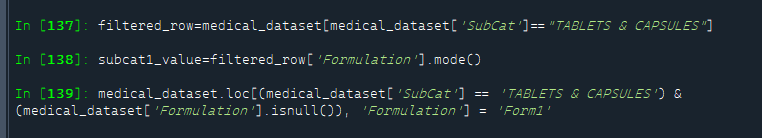 In [137]: filtered_row=medical_dataset[medical_dataset['SubCat']=="TABLETS & CAPSULES"]
In [138]: subcat1_value=filtered_row['Formulation'].mode()
In [139]: medical_dataset.loc[(medical_dataset['SubCat'] == 'TABLETS & CAPSULES') &
(medical_dataset['Formulation'].isnull()), 'Formulation'] = 'Form1'